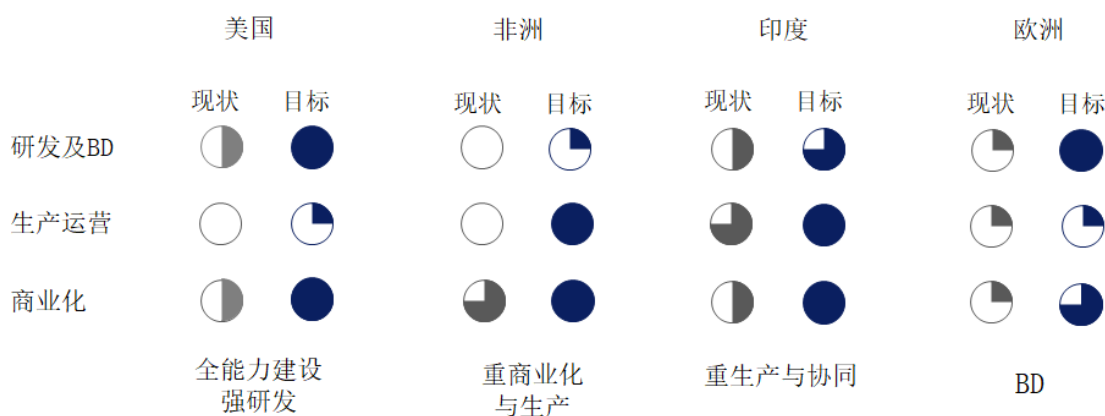 美国 非洲 印度 欧洲
现状 目标 现状 目标 现状 目标 现状 目标
研发及BD
生产运营
商业化
全能力建设 重商业化 重生产与协同 BD
强研发 与生产